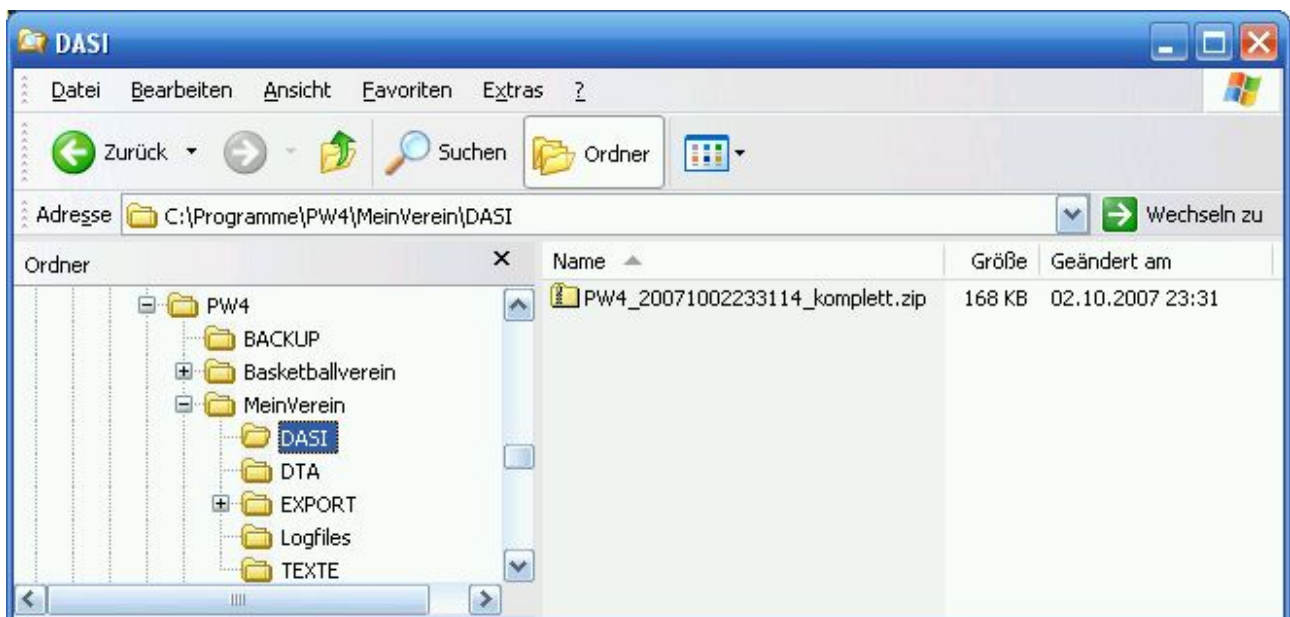 DASI
Datei Bearbeiten Ansicht Favoriten Extras ?
Zurück Suchen Ordner
Adresse C:\Programme\PW4\MeinVerein\DASI Wechseln zu
Ordner
PW4
BACKUP
Basketballverein
MeinVerein
DASI
DTA
EXPORT
Logfiles
TEXTE
Name Größe Geändert am
PW4_20071002233114_komplett.zip 168 KB 02.10.2007 23:31